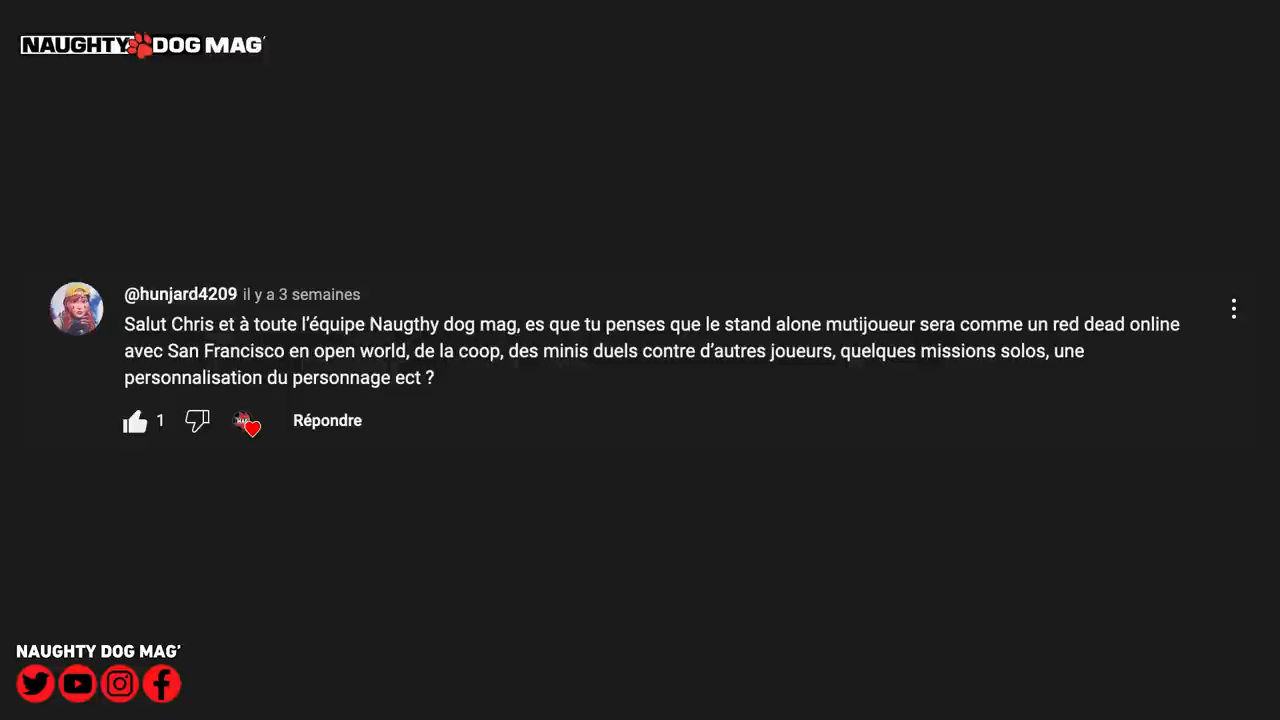 NAUGHTY DOG MAG'
@hunjard4209 il y a 3 semaines
Salut Chris et à toute l'équipe Naugthy dog mag, es que tu penses que le stand alone mutijoueur sera comme un red dead online
avec San Francisco en open world, de la coop, des minis duels contre d'autres joueurs, quelques missions solos, une
personnalisation du personnage ect ?
1 Répondre
NAUGHTY DOG MAG'